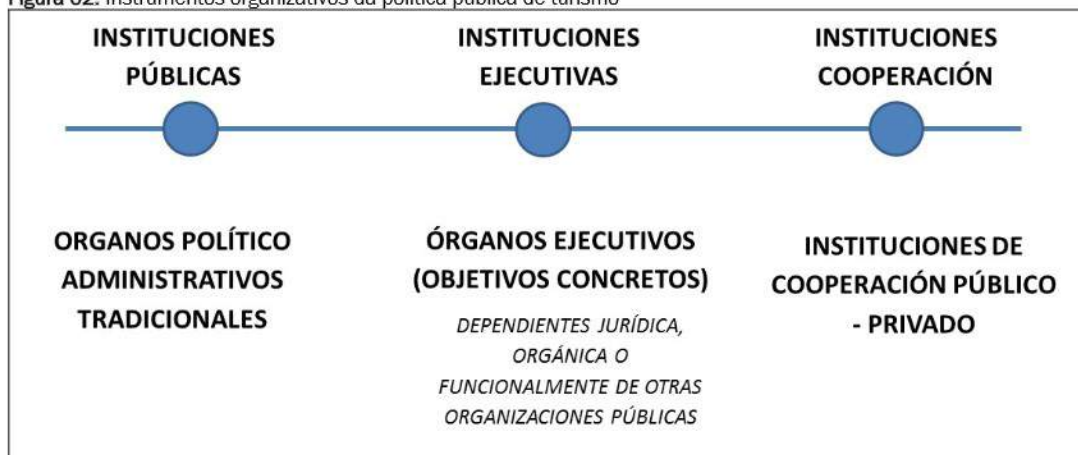 Figura 02. Instrumentos organizativos da política pública de turismo
INSTITUCIONES
PÚBLICAS
INSTITUCIONES
EJECUTIVAS
INSTITUCIONES
COOPERACIÓN
ORGANOS POLÍTICO
ADMINISTRATIVOS
TRADICIONALES
ÓRGANOS EJECUTIVOS
(OBJETIVOS CONCRETOS)
DEPENDIENTES JURÍDICA,
ORGÁNICA O
FUNCIONALMENTE DE OTRAS
ORGANIZACIONES PÚBLICAS
INSTITUCIONES DE
COOPERACIÓN PÚBLICO
- PRIVADO